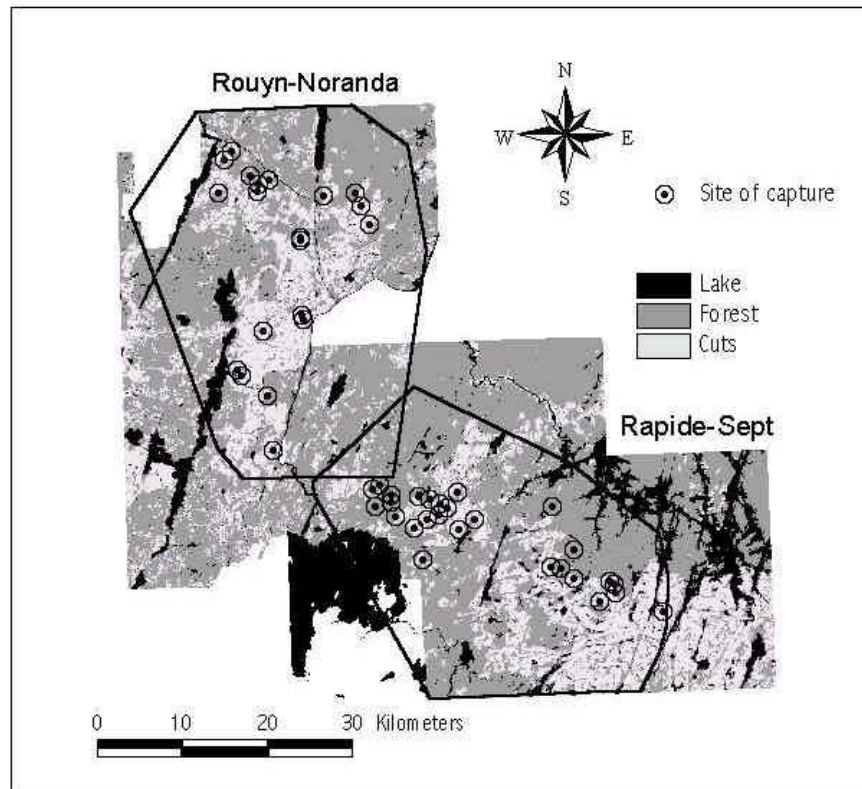 Rouyn-Noranda
N
W E
S
Site of capture
Lake
Forest
Cuts
Rapide-Sept
0 10 20 30 Kilometers